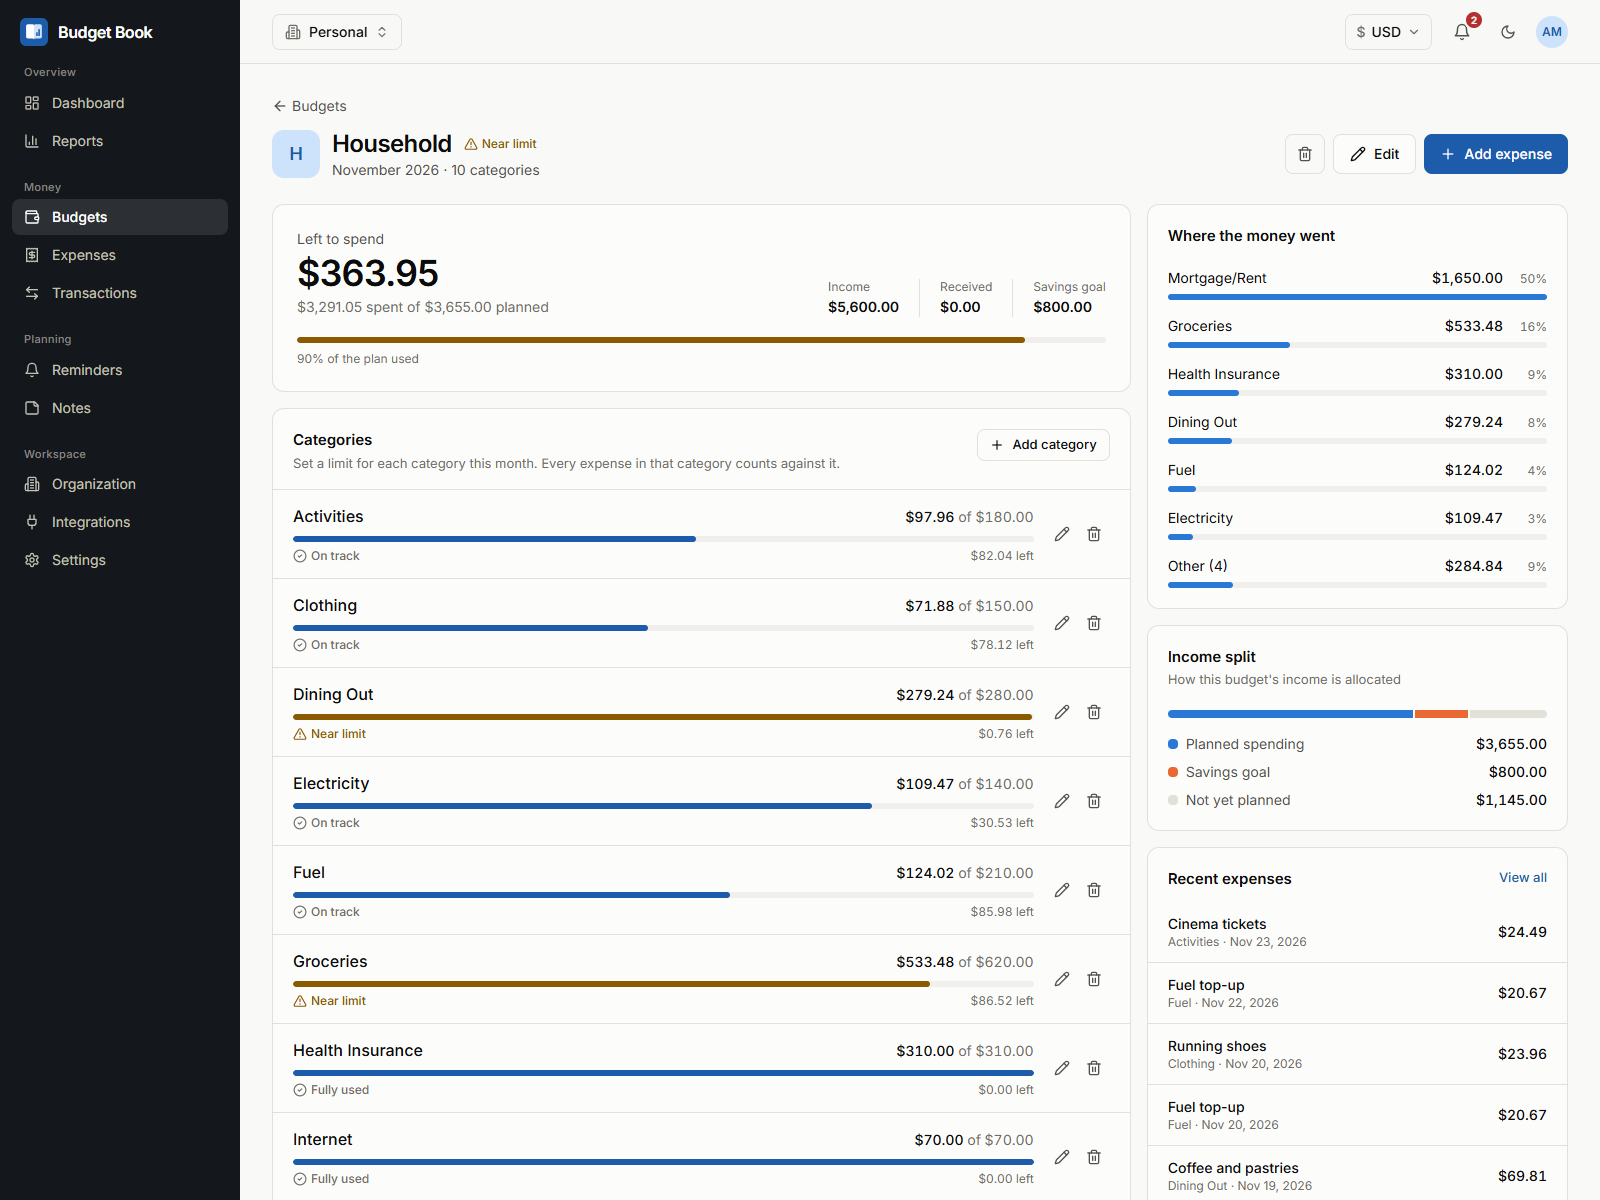 Budget Book
Overview
Dashboard
Reports
Money
Budgets
Expenses
Transactions
Planning
Reminders
Notes
Workspace
Organization
Integrations
Settings
Personal
$ USD
2
AM
Budgets
H
Household
Near limit
November 2026 · 10 categories
Edit
Add expense
Left to spend
$363.95
$3,291.05 spent of $3,655.00 planned
Income
$5,600.00
Received
$0.00
Savings goal
$800.00
90% of the plan used
Categories
Set a limit for each category this month. Every expense in that category counts against it.
Add category
Activities
$97.96 of $180.00
On track
$82.04 left
Clothing
$71.88 of $150.00
On track
$78.12 left
Dining Out
$279.24 of $280.00
Near limit
$0.76 left
Electricity
$109.47 of $140.00
On track
$30.53 left
Fuel
$124.02 of $210.00
On track
$85.98 left
Groceries
$533.48 of $620.00
Near limit
$86.52 left
Health Insurance
$310.00 of $310.00
Fully used
$0.00 left
Internet
$70.00 of $70.00
Fully used
$0.00 left
Where the money went
Mortgage/Rent $1,650.00 50%
Groceries $533.48 16%
Health Insurance $310.00 9%
Dining Out $279.24 8%
Fuel $124.02 4%
Electricity $109.47 3%
Other (4) $284.84 9%
Income split
How this budget's income is allocated
Planned spending $3,655.00
Savings goal $800.00
Not yet planned $1,145.00
Recent expenses
View all
Cinema tickets
Activities · Nov 23, 2026
$24.49
Fuel top-up
Fuel · Nov 22, 2026
$20.67
Running shoes
Clothing · Nov 20, 2026
$23.96
Fuel top-up
Fuel · Nov 20, 2026
$20.67
Coffee and pastries
Dining Out · Nov 19, 2026
$69.81